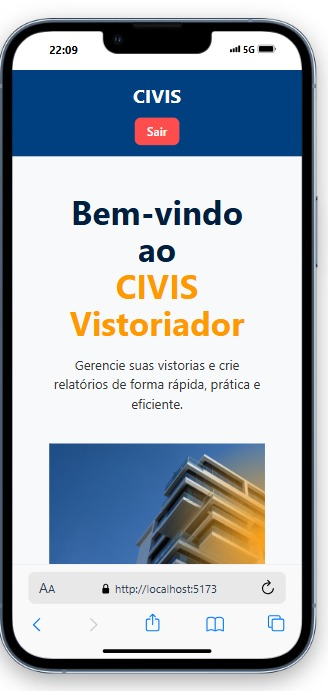 22:09
5G
CIVIS
Sair
Bem-vindo
ao
CIVIS
Vistoriador
Gerencie suas vistorias e crie
relatórios de forma rápida, prática e
eficiente.
AA
http://localhost:5173